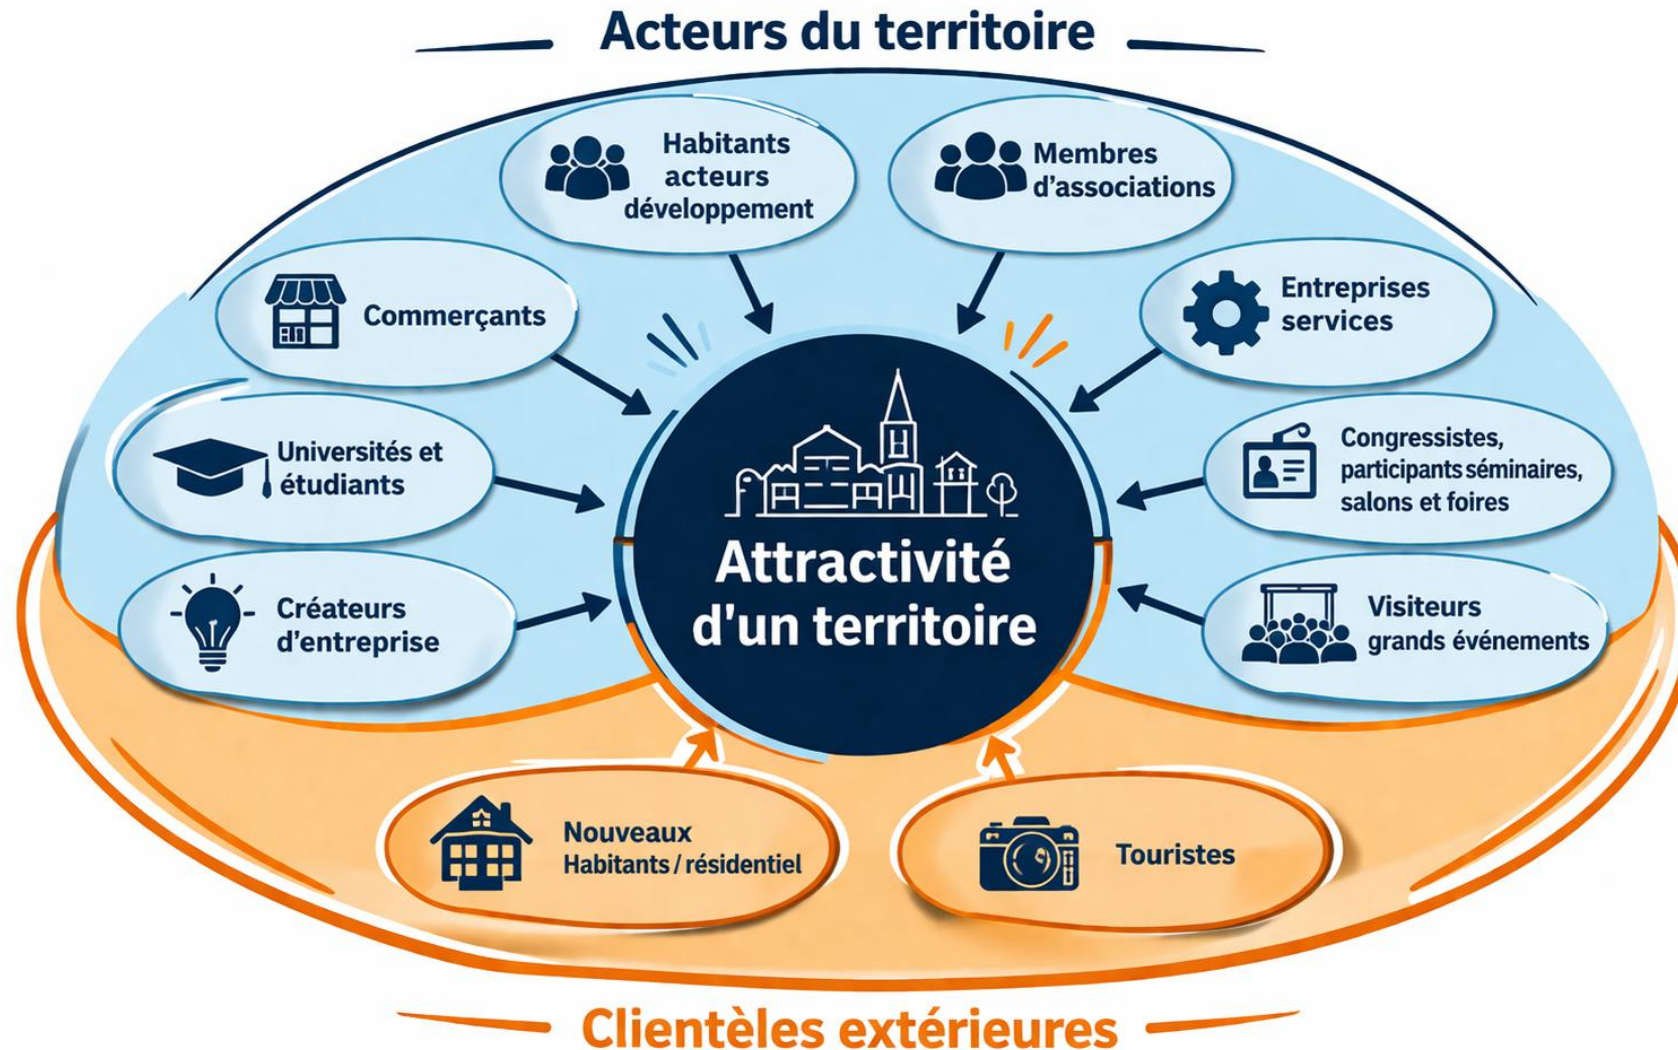 Acteurs du territoire
Habitants
acteurs
développement
Membres
d'associations
Commerçants
Entreprises
services
Universités et
étudiants
Congressistes,
participants séminaires,
salons et foires
Attractivité
d'un territoire
Créateurs
d'entreprise
Visiteurs
grands événements
Nouveaux
Habitants / résidentiel
Touristes
Clientèles extérieures